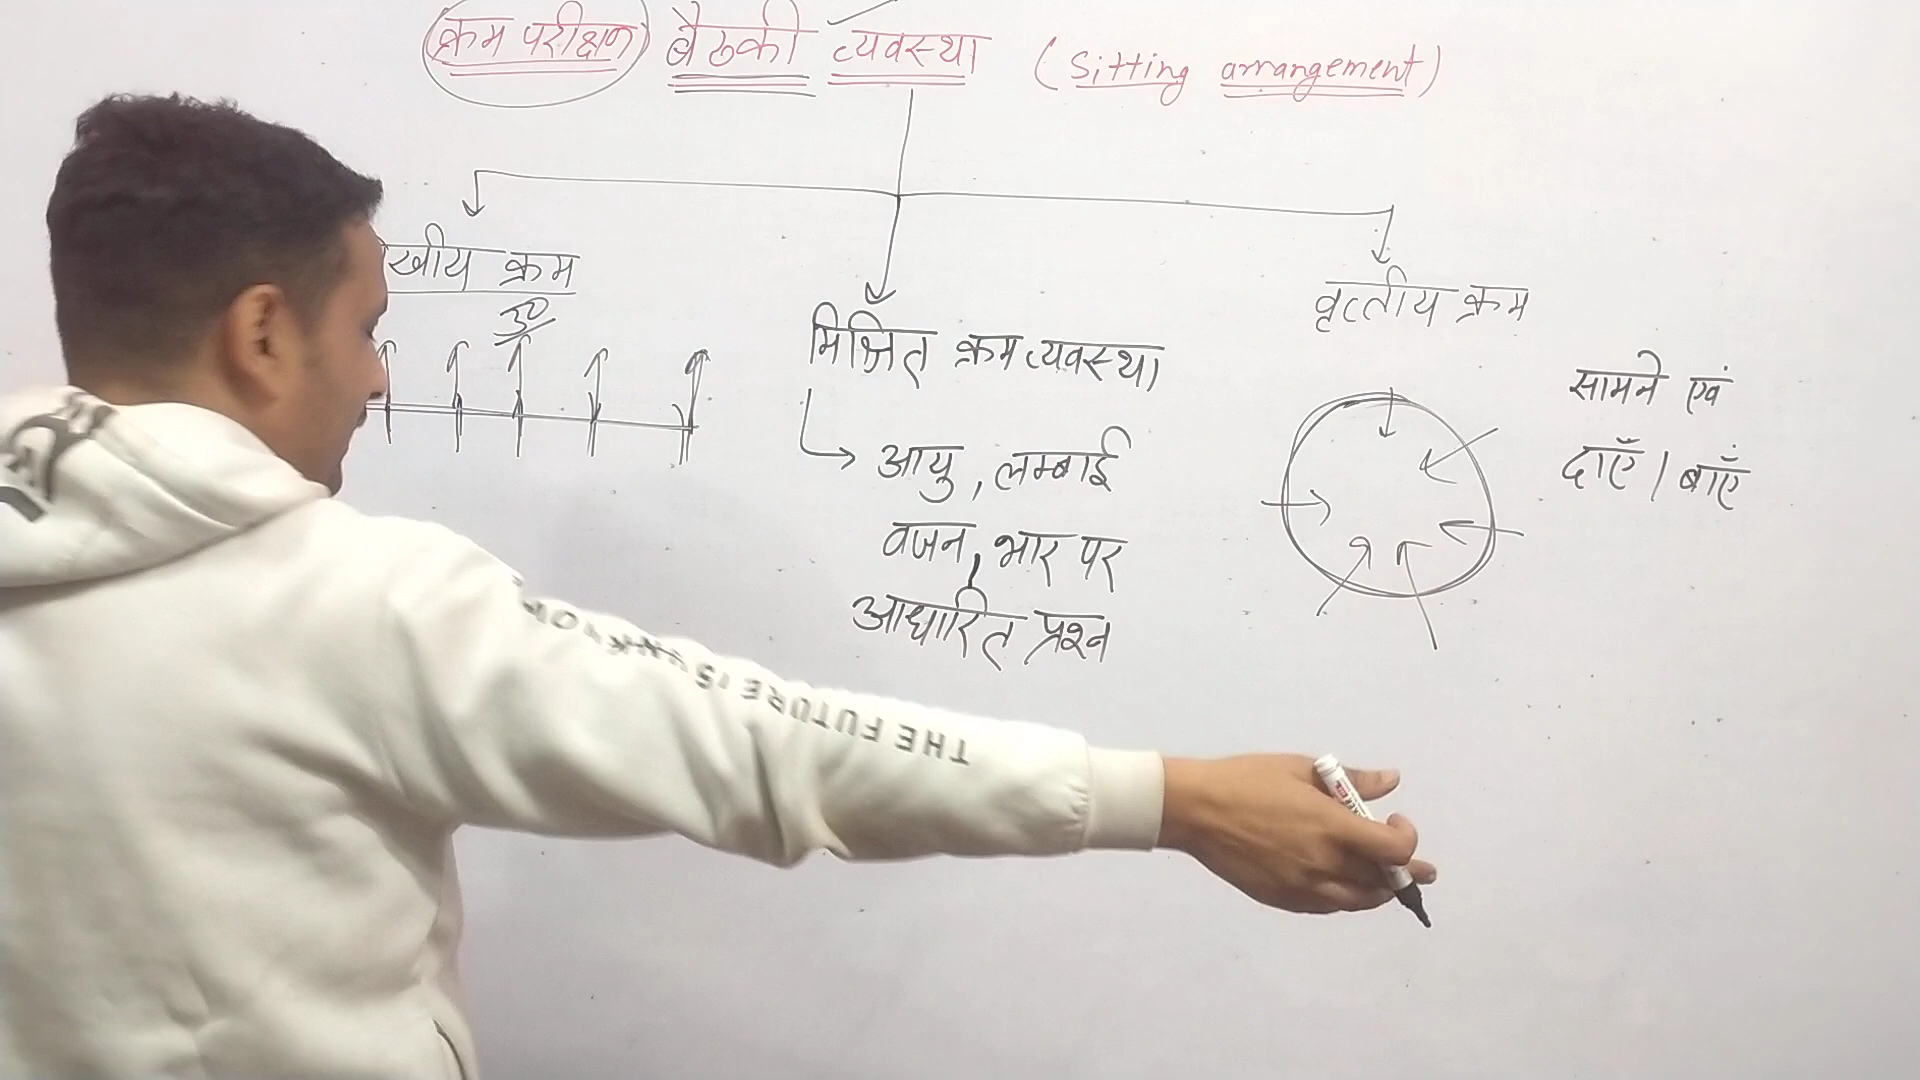 क्रम परीक्षण बैठकी व्यवस्था (Sitting arrangement)
खीय क्रम
वृत्तीय क्रम
मिश्रित क्रम व्यवस्था
सामने एवं
दाएँ / बाएँ
आयु, लम्बाई
वजन, भार पर
आधारित प्रश्न
THE FUTURE IS UNKNOW